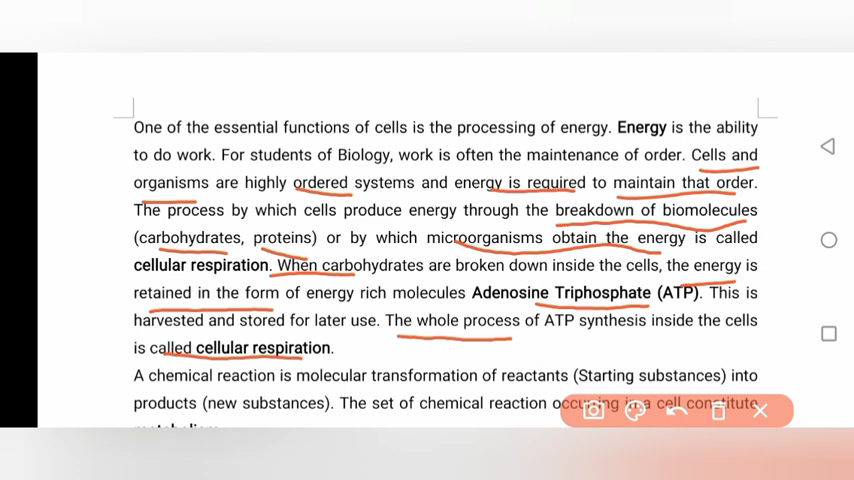 One of the essential functions of cells is the processing of energy. Energy is the ability
to do work. For students of Biology, work is often the maintenance of order. Cells and
organisms are highly ordered systems and energy is required to maintain that order.
The process by which cells produce energy through the breakdown of biomolecules
(carbohydrates, proteins) or by which microorganisms obtain the energy is called
cellular respiration. When carbohydrates are broken down inside the cells, the energy is
retained in the form of energy rich molecules Adenosine Triphosphate (ATP). This is
harvested and stored for later use. The whole process of ATP synthesis inside the cells
is called cellular respiration.
A chemical reaction is molecular transformation of reactants (Starting substances) into
products (new substances). The set of chemical reaction occuring in a cell constitute